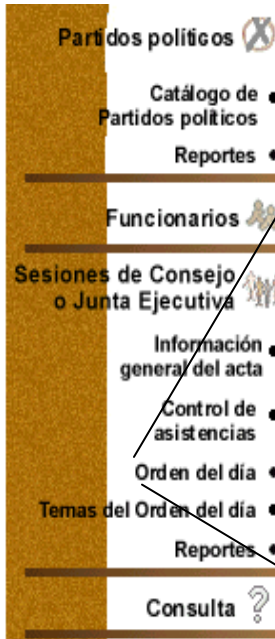 Partidos políticos
Catálogo de
Partidos políticos
Reportes
Funcionarios
Sesiones de Consejo
o Junta Ejecutiva
Información
general del acta
Control de
asistencias
Orden del día
Temas del Orden del día
Reportes
Consulta